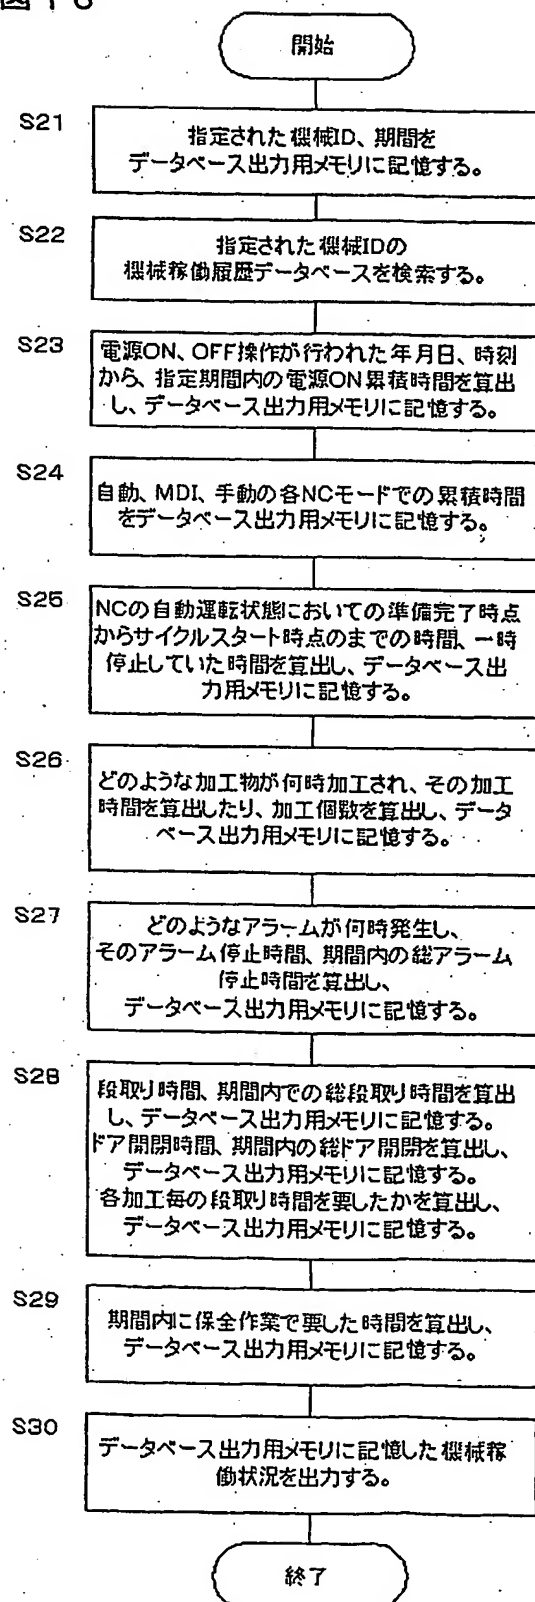 開始
S21
指定された機械ID、期間を
データベース出力用メモリに記憶する。
S22
指定された機械IDの
機械稼働履歴データベースを検索する。
S23
電源ON、OFF操作が行われた年月日、時刻
から、指定期間内の電源ON累積時間を算出
し、データベース出力用メモリに記憶する。
S24
自動、MDI、手動の各NCモードでの累積時間
をデータベース出力用メモリに記憶する。
S25
NCの自動運転状態においての準備完了時点
からサイクルスタート時点のまでの時間、一時
停止していた時間を算出し、データベース出
力用メモリに記憶する。
S26
どのような加工物が何時加工され、その加工
時間を算出したり、加工個数を算出し、データ
ベース出力用メモリに記憶する。
S27
どのようなアラームが何時発生し、
そのアラーム停止時間、期間内の総アラーム
停止時間を算出し、
データベース出力用メモリに記憶する。
S28
段取り時間、期間内での総段取り時間を算出
し、データベース出力用メモリに記憶する。
ドア開閉時間、期間内の総ドア開閉を算出し、
データベース出力用メモリに記憶する。
各加工毎の段取り時間を要したかを算出し、
データベース出力用メモリに記憶する。
S29
期間内に保全作業で要した時間を算出し、
データベース出力用メモリに記憶する。
S30
データベース出力用メモリに記憶した機械稼
働状況を出力する。
終了